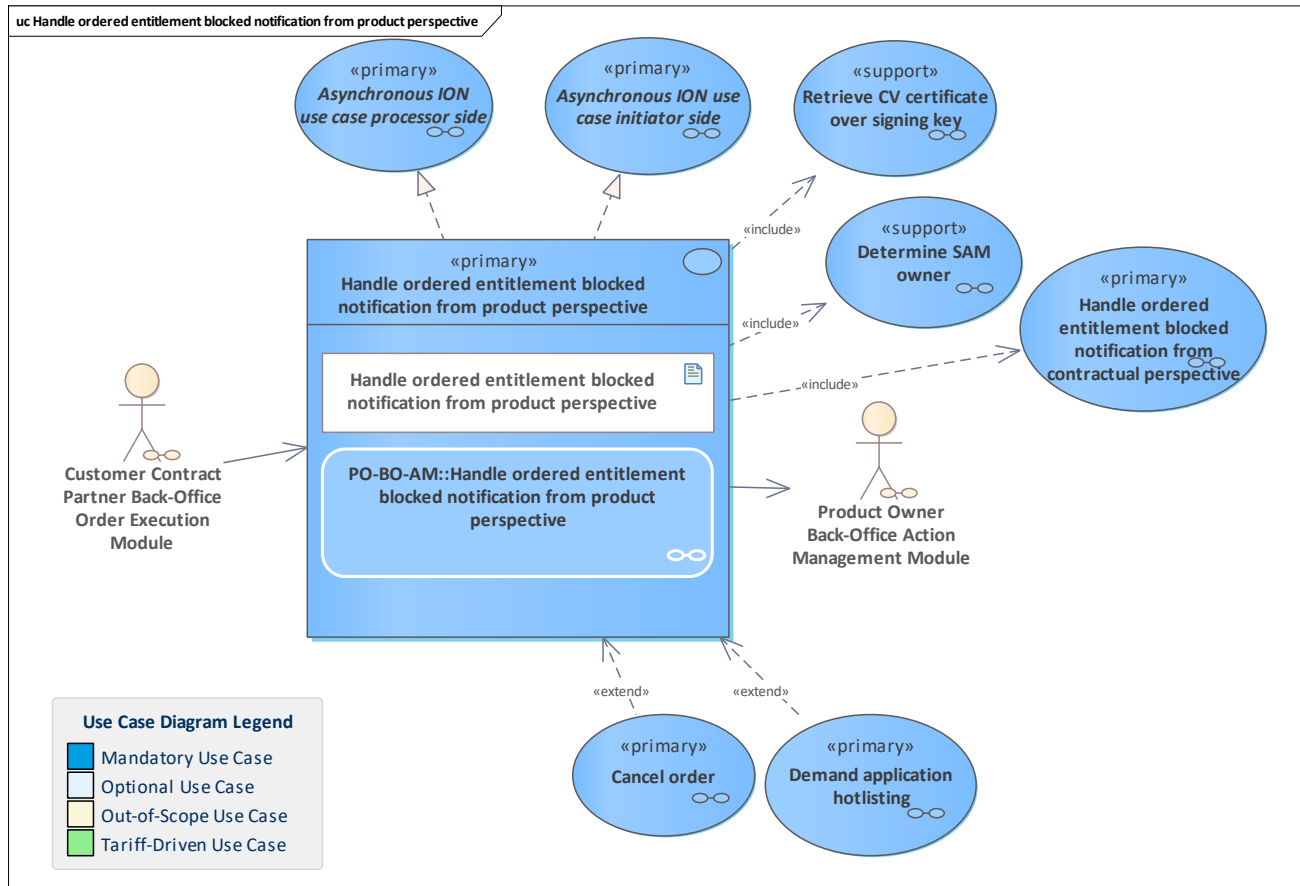 uc Handle ordered entitlement blocked notification from product perspective
«primary»
Asynchronous ION
use case processor side
«primary»
Asynchronous ION use
case initiator side
«support»
Retrieve CV certificate
over signing key
«include»
«support»
Determine SAM
owner
«include»
«primary»
Handle ordered
entitlement blocked
notification from
contractual perspective
«include»
«primary»
Handle ordered entitlement blocked
notification from product perspective
Handle ordered entitlement blocked
notification from product perspective
PO-BO-AM::Handle ordered entitlement
blocked notification from product
perspective
Customer Contract
Partner Back-Office
Order Execution
Module
Product Owner
Back-Office Action
Management Module
«extend»
«extend»
«primary»
Cancel order
«primary»
Demand application
hotlisting
Use Case Diagram Legend
Mandatory Use Case
Optional Use Case
Out-of-Scope Use Case
Tariff-Driven Use Case